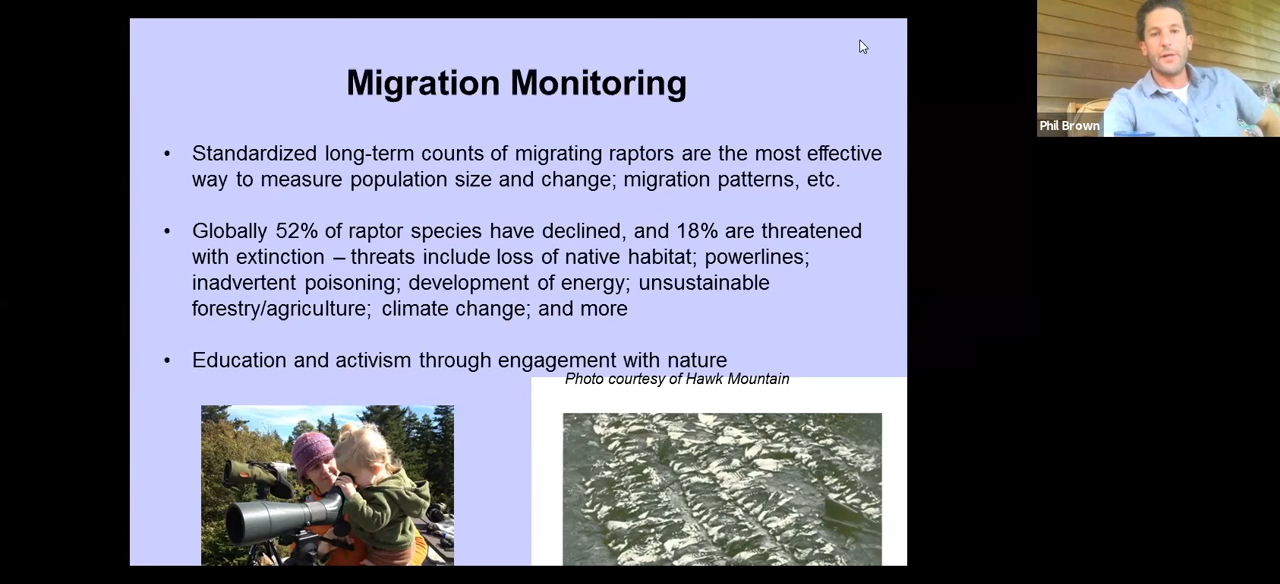 Migration Monitoring
• Standardized long-term counts of migrating raptors are the most effective
way to measure population size and change; migration patterns, etc.
• Globally 52% of raptor species have declined, and 18% are threatened
with extinction – threats include loss of native habitat; powerlines;
inadvertent poisoning; development of energy; unsustainable
forestry/agriculture; climate change; and more
• Education and activism through engagement with nature
Photo courtesy of Hawk Mountain
Phil Brown